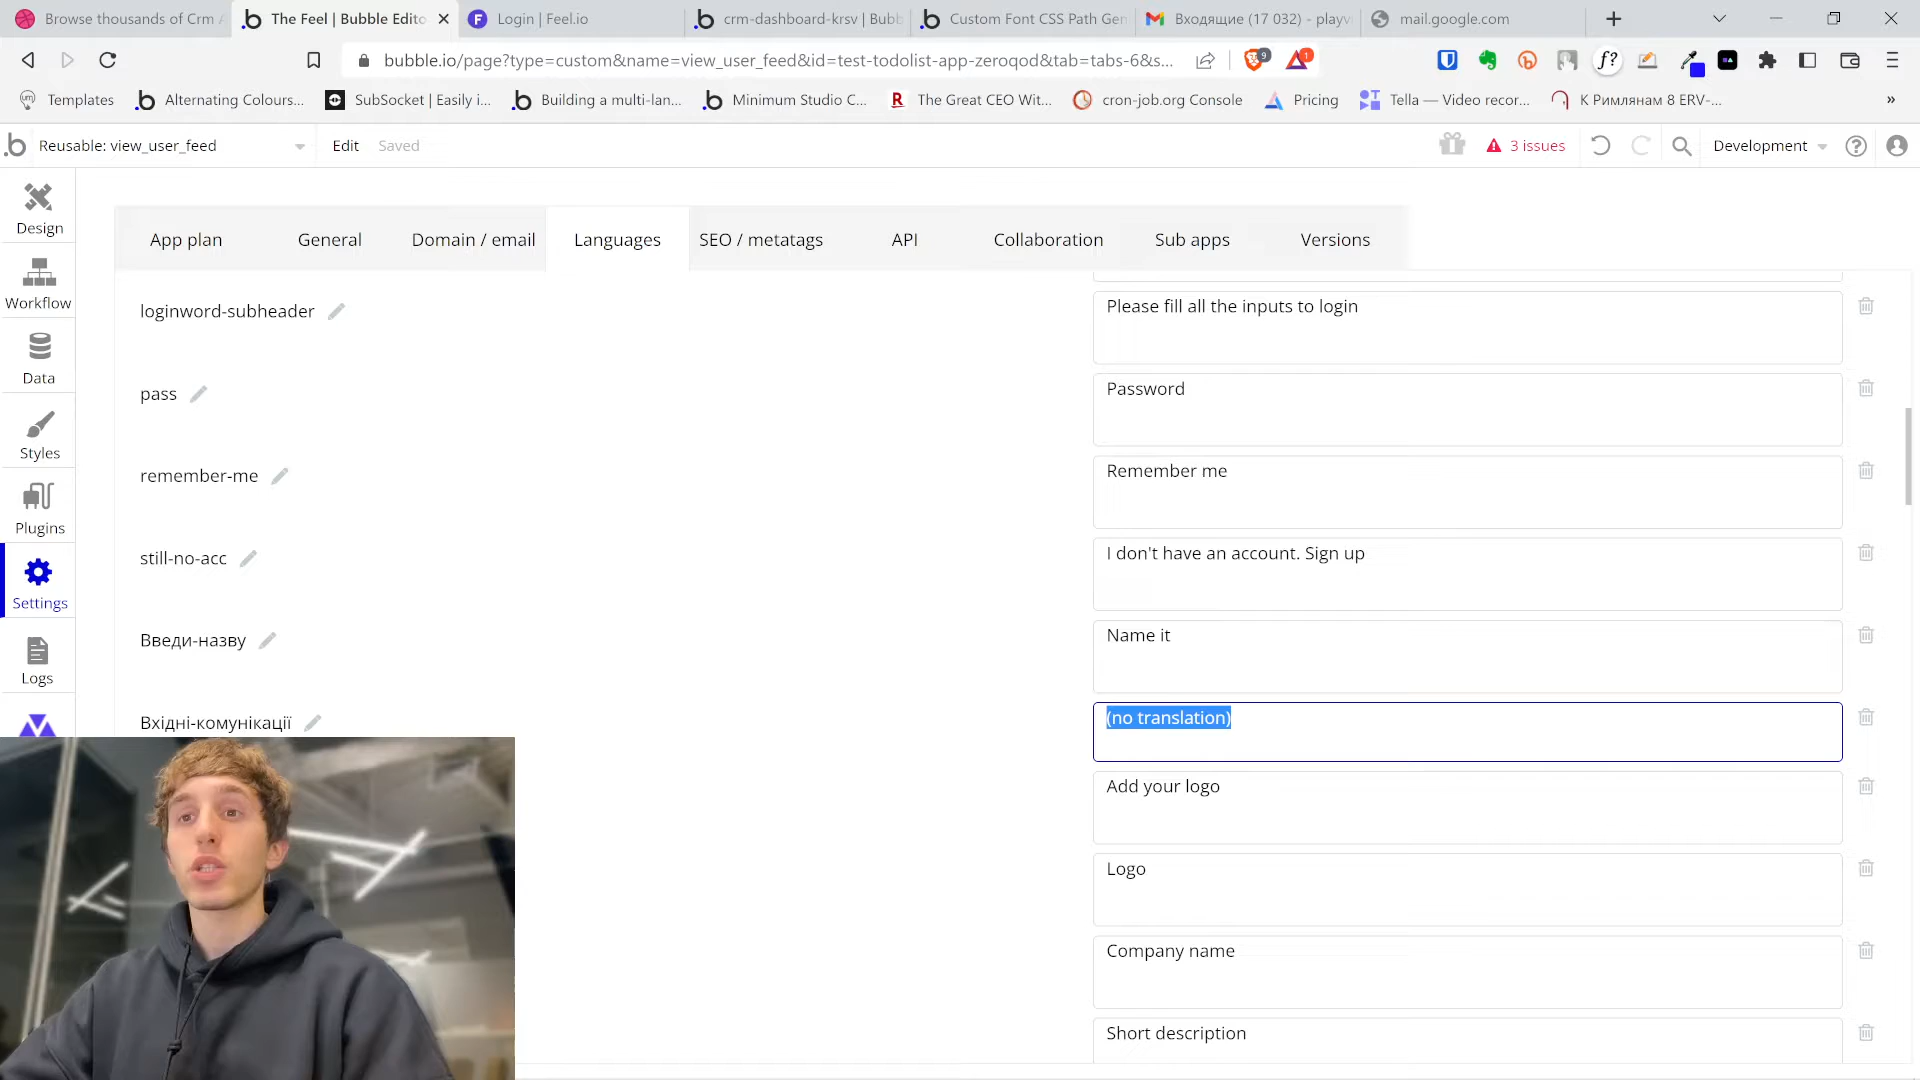 Browse thousands of Crm
The Feel | Bubble Edito
Login | Feel.io
crm-dashboard-krsv | Bubb
Custom Font CSS Path Gen
Входящие (17 032) - playv
mail.google.com
bubble.io/page?type=custom&name=view_user_feed&id=test-todolist-app-zeroqod&tab=tabs-6&s...
9
1
f?
Templates
Alternating Colours...
SubSocket | Easily i...
Building a multi-lan...
Minimum Studio C...
The Great CEO Wit...
cron-job.org Console
Pricing
Tella — Video recor...
К Римлянам 8 ERV-...
»
Reusable: view_user_feed
Edit
Saved
3 issues
Development
Design
Workflow
Data
Styles
Plugins
Settings
Logs
App plan
General
Domain / email
Languages
SEO / metatags
API
Collaboration
Sub apps
Versions
loginword-subheader
Please fill all the inputs to login
pass
Password
remember-me
Remember me
still-no-acc
I don't have an account. Sign up
Введи-назву
Name it
Вхідні-комунікації
(no translation)
Add your logo
Logo
Company name
Short description